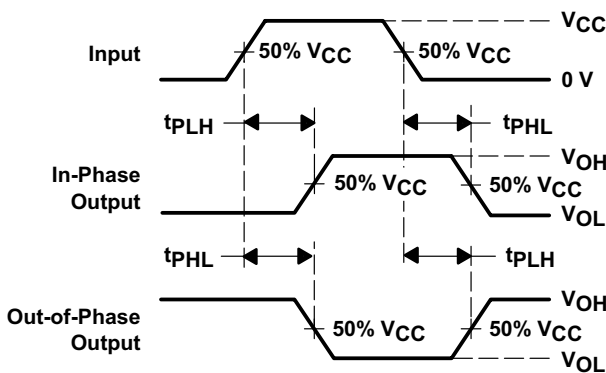 VCC
Input
50% VCC
50% VCC
0 V
tPLH
tPHL
In-Phase
Output
VOH
50% VCC
50% VCC
VOL
tPHL
tPLH
Out-of-Phase
Output
VOH
50% VCC
50% VCC
VOL